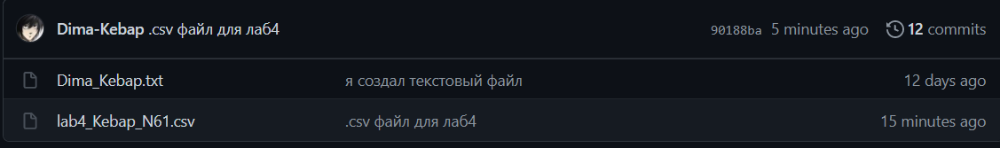 Dima-Kebap .csv файл для лаб4 90188ba 5 minutes ago 12 commits
Dima_Kebap.txt я создал текстовый файл 12 days ago
lab4_Kebap_N61.csv .csv файл для лаб4 15 minutes ago